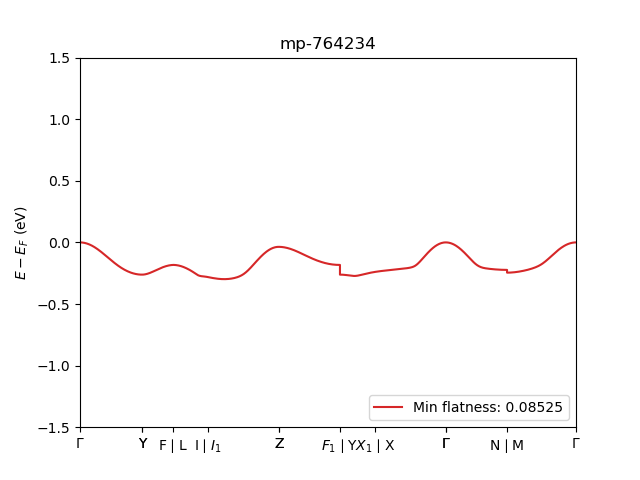 mp-764234
E − E_F (eV)
1.5
1.0
0.5
0.0
−0.5
−1.0
−1.5
Min flatness: 0.08525
Γ Y F | L I | I₁ Z F₁ | Y X₁ | X Γ N | M Γ